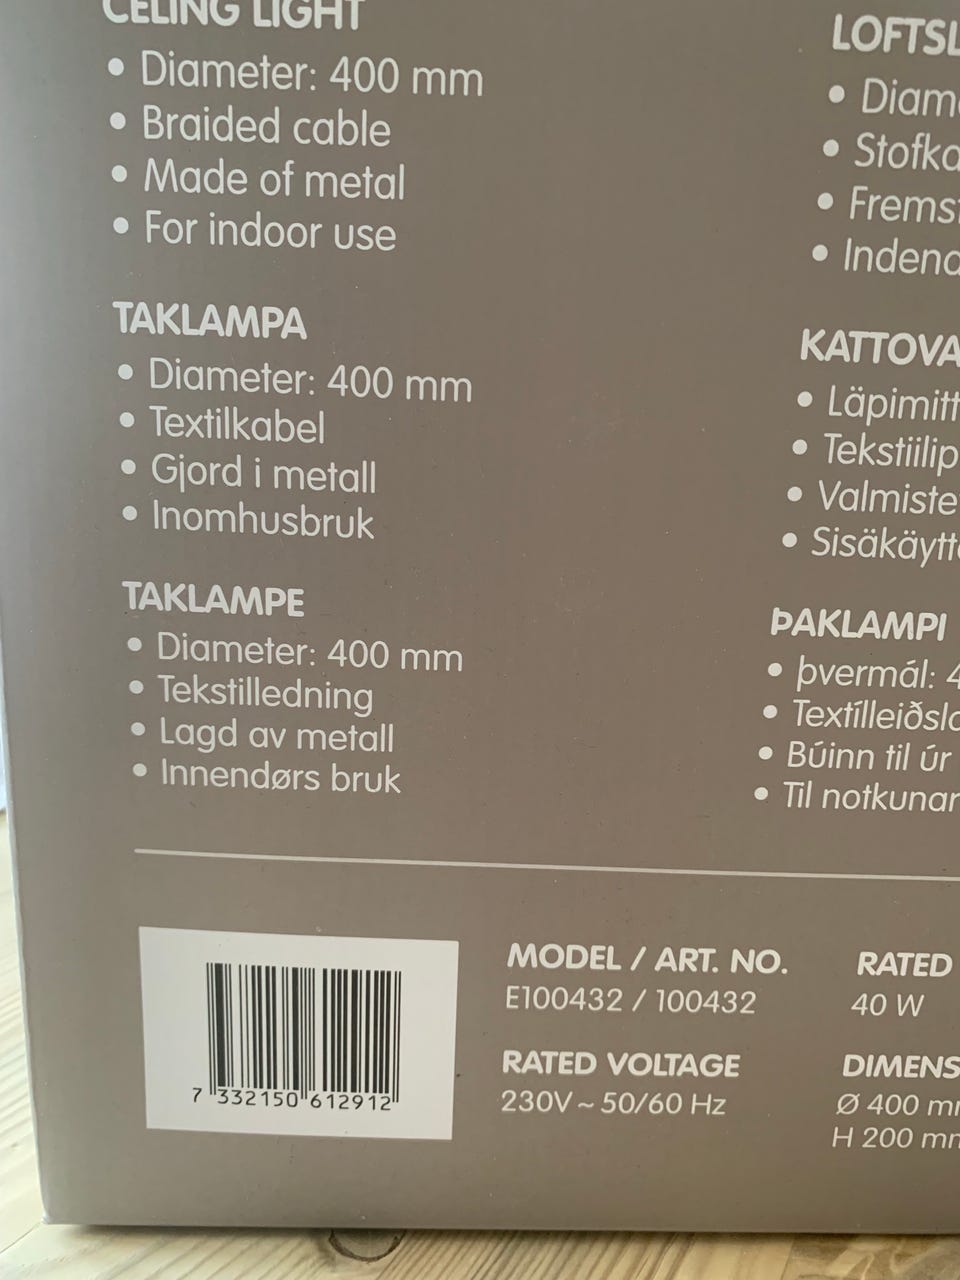 CELING LIGHT
• Diameter: 400 mm
• Braided cable
• Made of metal
• For indoor use
TAKLAMPA
• Diameter: 400 mm
• Textilkabel
• Gjord i metall
• Inomhusbruk
TAKLAMPE
• Diameter: 400 mm
• Tekstilledning
• Lagd av metall
• Innendørs bruk
LOFTSL
• Diam
• Stofka
• Fremst
• Indend
KATTOVA
• Läpimitt
• Tekstiilip
• Valmiste
• Sisäkäytt
ÞAKLAMPI
• Þvermál: 4
• Textílleiðsl
• Búinn til úr
• Til notkunar
7 332150 612912
MODEL / ART. NO.
E100432 / 100432
RATED VOLTAGE
230V ~ 50/60 Hz
RATED
40 W
DIMENS
Ø 400 m
H 200 m